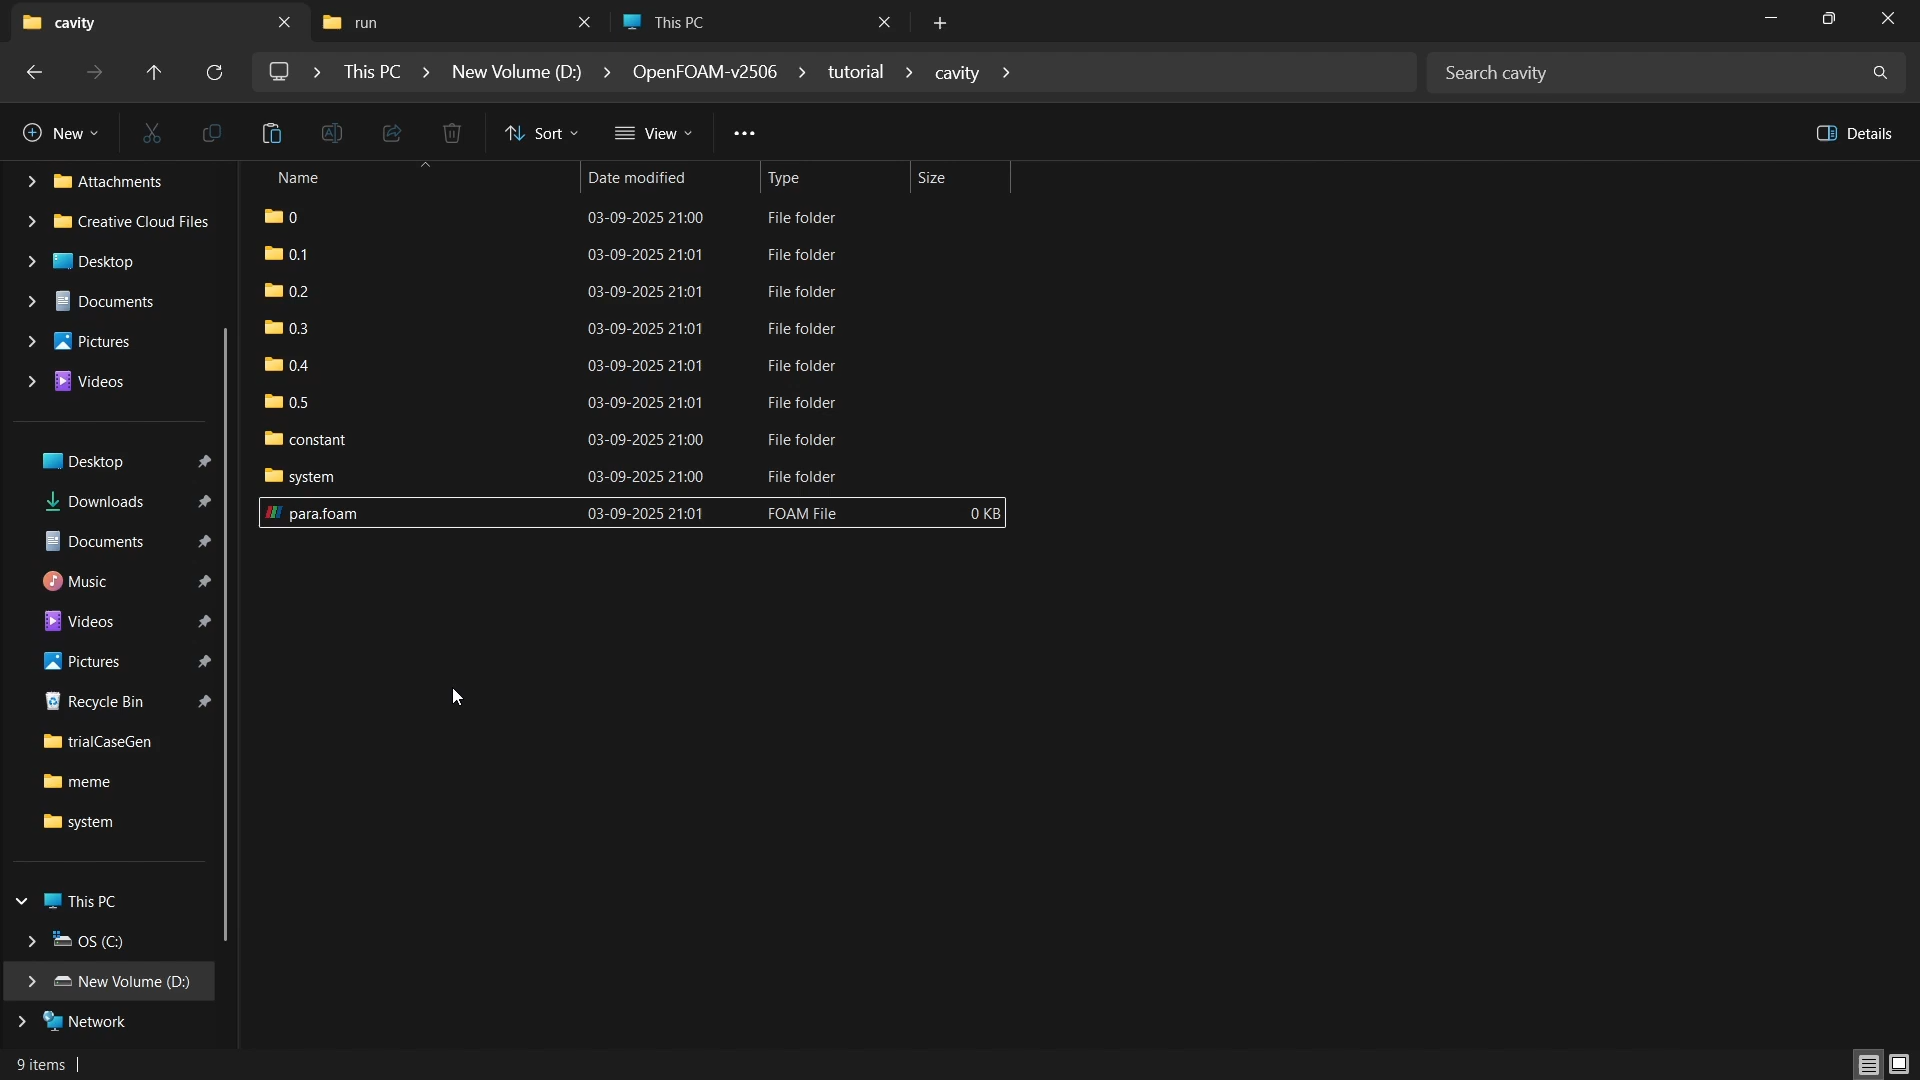 cavity
run
This PC
This PC > New Volume (D:) > OpenFOAM-v2506 > tutorial > cavity >
Search cavity
New
Sort
View
Details
Attachments
Creative Cloud Files
Desktop
Documents
Pictures
Videos
Desktop
Downloads
Documents
Music
Videos
Pictures
Recycle Bin
trialCaseGen
meme
system
This PC
OS (C:)
New Volume (D:)
Network
Name Date modified Type Size
0 03-09-2025 21:00 File folder
0.1 03-09-2025 21:01 File folder
0.2 03-09-2025 21:01 File folder
0.3 03-09-2025 21:01 File folder
0.4 03-09-2025 21:01 File folder
0.5 03-09-2025 21:01 File folder
constant 03-09-2025 21:00 File folder
system 03-09-2025 21:00 File folder
para.foam 03-09-2025 21:01 FOAM File 0 KB
9 items